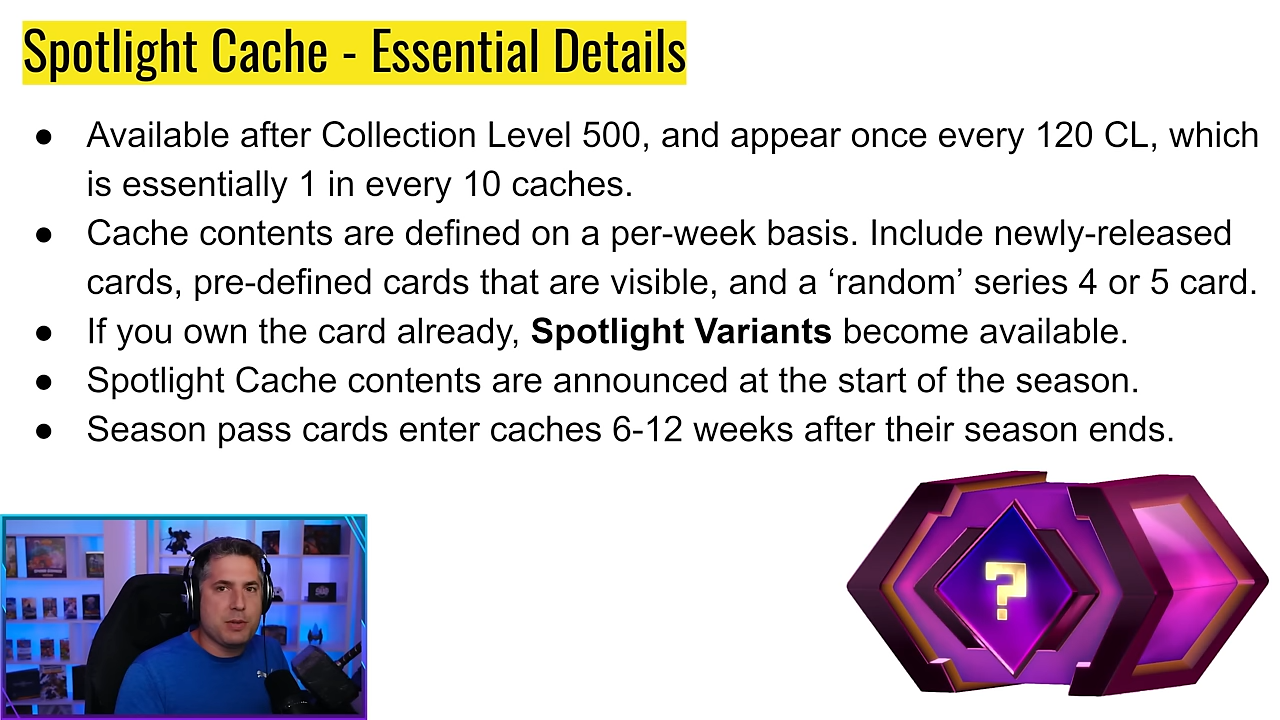 Spotlight Cache - Essential Details
● Available after Collection Level 500, and appear once every 120 CL, which
is essentially 1 in every 10 caches.
● Cache contents are defined on a per-week basis. Include newly-released
cards, pre-defined cards that are visible, and a ‘random’ series 4 or 5 card.
● If you own the card already, Spotlight Variants become available.
● Spotlight Cache contents are announced at the start of the season.
● Season pass cards enter caches 6-12 weeks after their season ends.
?